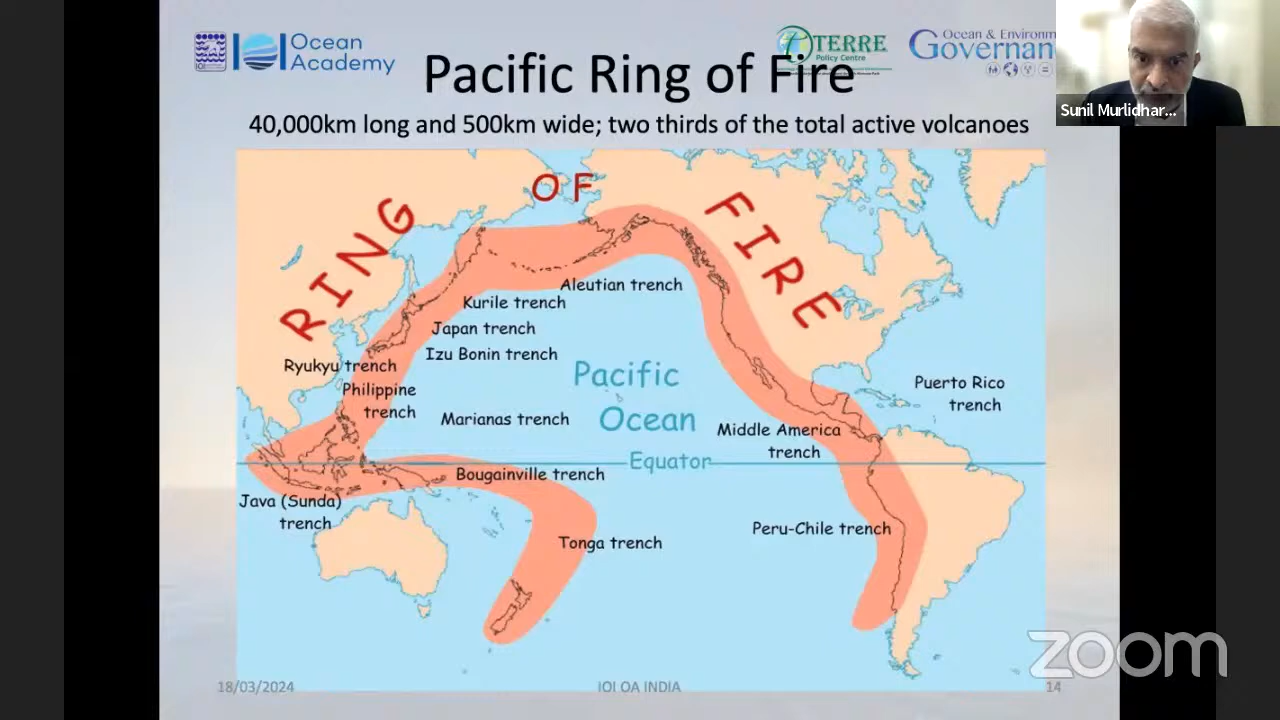 IOI
Ocean
Academy
TERRE
Policy Centre
Ocean & Environm
Governan
Pacific Ring of Fire
Sunil Murlidhar...
40,000km long and 500km wide; two thirds of the total active volcanoes
RING OF FIRE
Aleutian trench
Kurile trench
Japan trench
Izu Bonin trench
Ryukyu trench
Philippine
trench
Marianas trench
Pacific
Ocean
Puerto Rico
trench
Middle America
trench
Equator
Bougainville trench
Java (Sunda)
trench
Peru-Chile trench
Tonga trench
zoom
18/03/2024
IOI OA INDIA
14